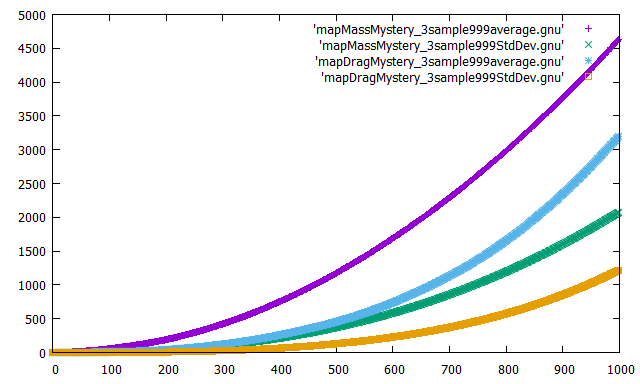 5000
4500
4000
3500
3000
2500
2000
1500
1000
500
0
'mapMassMystery_3sample999average.gnu'
'mapMassMystery_3sample999StdDev.gnu'
'mapDragMystery_3sample999average.gnu'
'mapDragMystery_3sample999StdDev.gnu'
0 100 200 300 400 500 600 700 800 900 1000